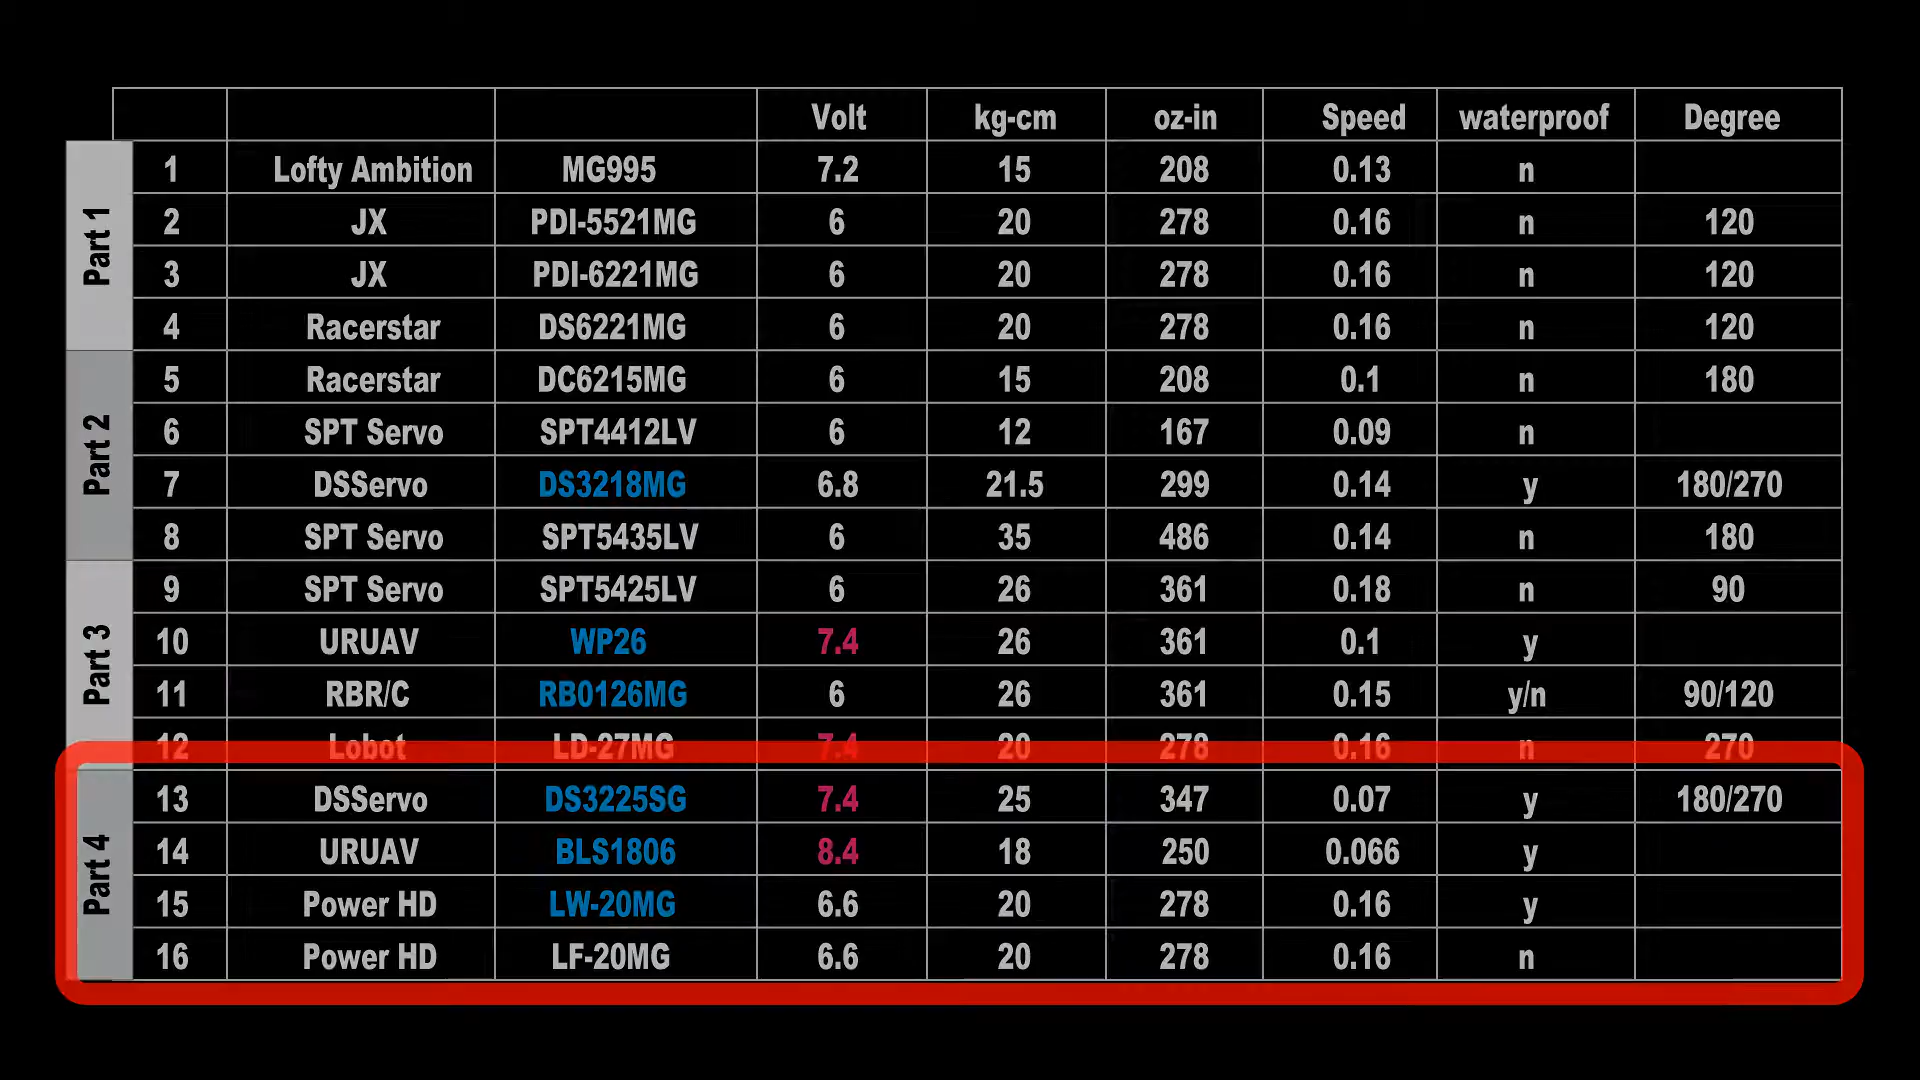 Volt kg-cm oz-in Speed waterproof Degree
Part 1
1 Lofty Ambition MG995 7.2 15 208 0.13 n
2 JX PDI-5521MG 6 20 278 0.16 n 120
3 JX PDI-6221MG 6 20 278 0.16 n 120
4 Racerstar DS6221MG 6 20 278 0.16 n 120
Part 2
5 Racerstar DC6215MG 6 15 208 0.1 n 180
6 SPT Servo SPT4412LV 6 12 167 0.09 n
7 DSServo DS3218MG 6.8 21.5 299 0.14 y 180/270
8 SPT Servo SPT5435LV 6 35 486 0.14 n 180
Part 3
9 SPT Servo SPT5425LV 6 26 361 0.18 n 90
10 URUAV WP26 7.4 26 361 0.1 y
11 RBR/C RB0126MG 6 26 361 0.15 y/n 90/120
12 Lobot LD-27MG 7.4 20 278 0.16 n 270
Part 4
13 DSServo DS3225SG 7.4 25 347 0.07 y 180/270
14 URUAV BLS1806 8.4 18 250 0.066 y
15 Power HD LW-20MG 6.6 20 278 0.16 y
16 Power HD LF-20MG 6.6 20 278 0.16 n